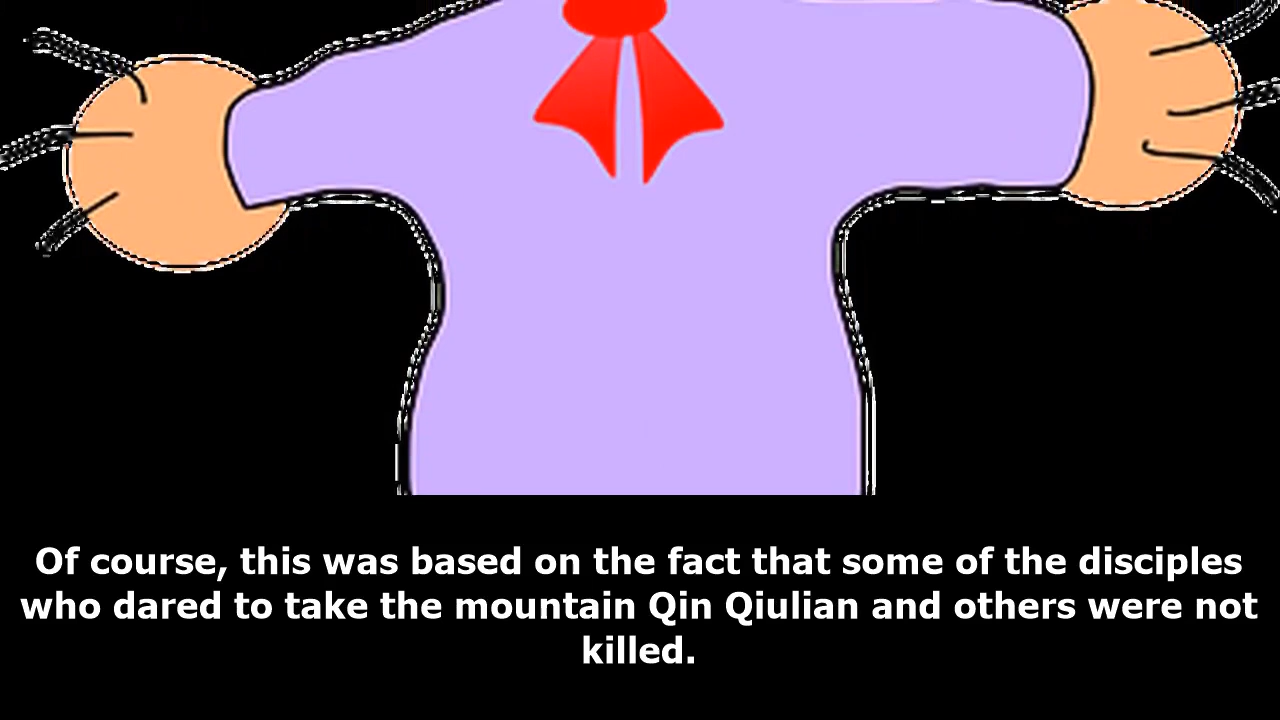 Of course, this was based on the fact that some of the disciples
who dared to take the mountain Qin Qiulian and others were not
killed.